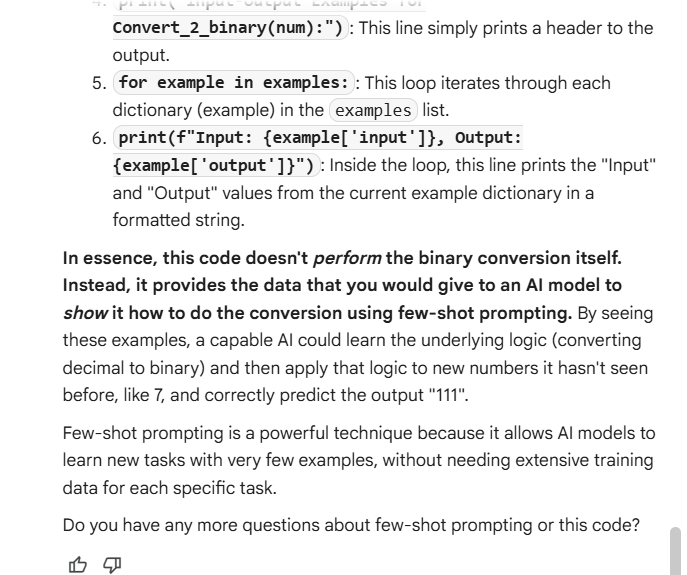 4. print("Input-Output Examples for
Convert_2_binary(num):"): This line simply prints a header to the
output.
5. for example in examples:: This loop iterates through each
dictionary (example) in the examples list.
6. print(f"Input: {example['input']}, Output:
{example['output']}"): Inside the loop, this line prints the "Input"
and "Output" values from the current example dictionary in a
formatted string.
In essence, this code doesn't perform the binary conversion itself.
Instead, it provides the data that you would give to an AI model to
show it how to do the conversion using few-shot prompting. By seeing
these examples, a capable AI could learn the underlying logic (converting
decimal to binary) and then apply that logic to new numbers it hasn't seen
before, like 7, and correctly predict the output "111".
Few-shot prompting is a powerful technique because it allows AI models to
learn new tasks with very few examples, without needing extensive training
data for each specific task.
Do you have any more questions about few-shot prompting or this code?